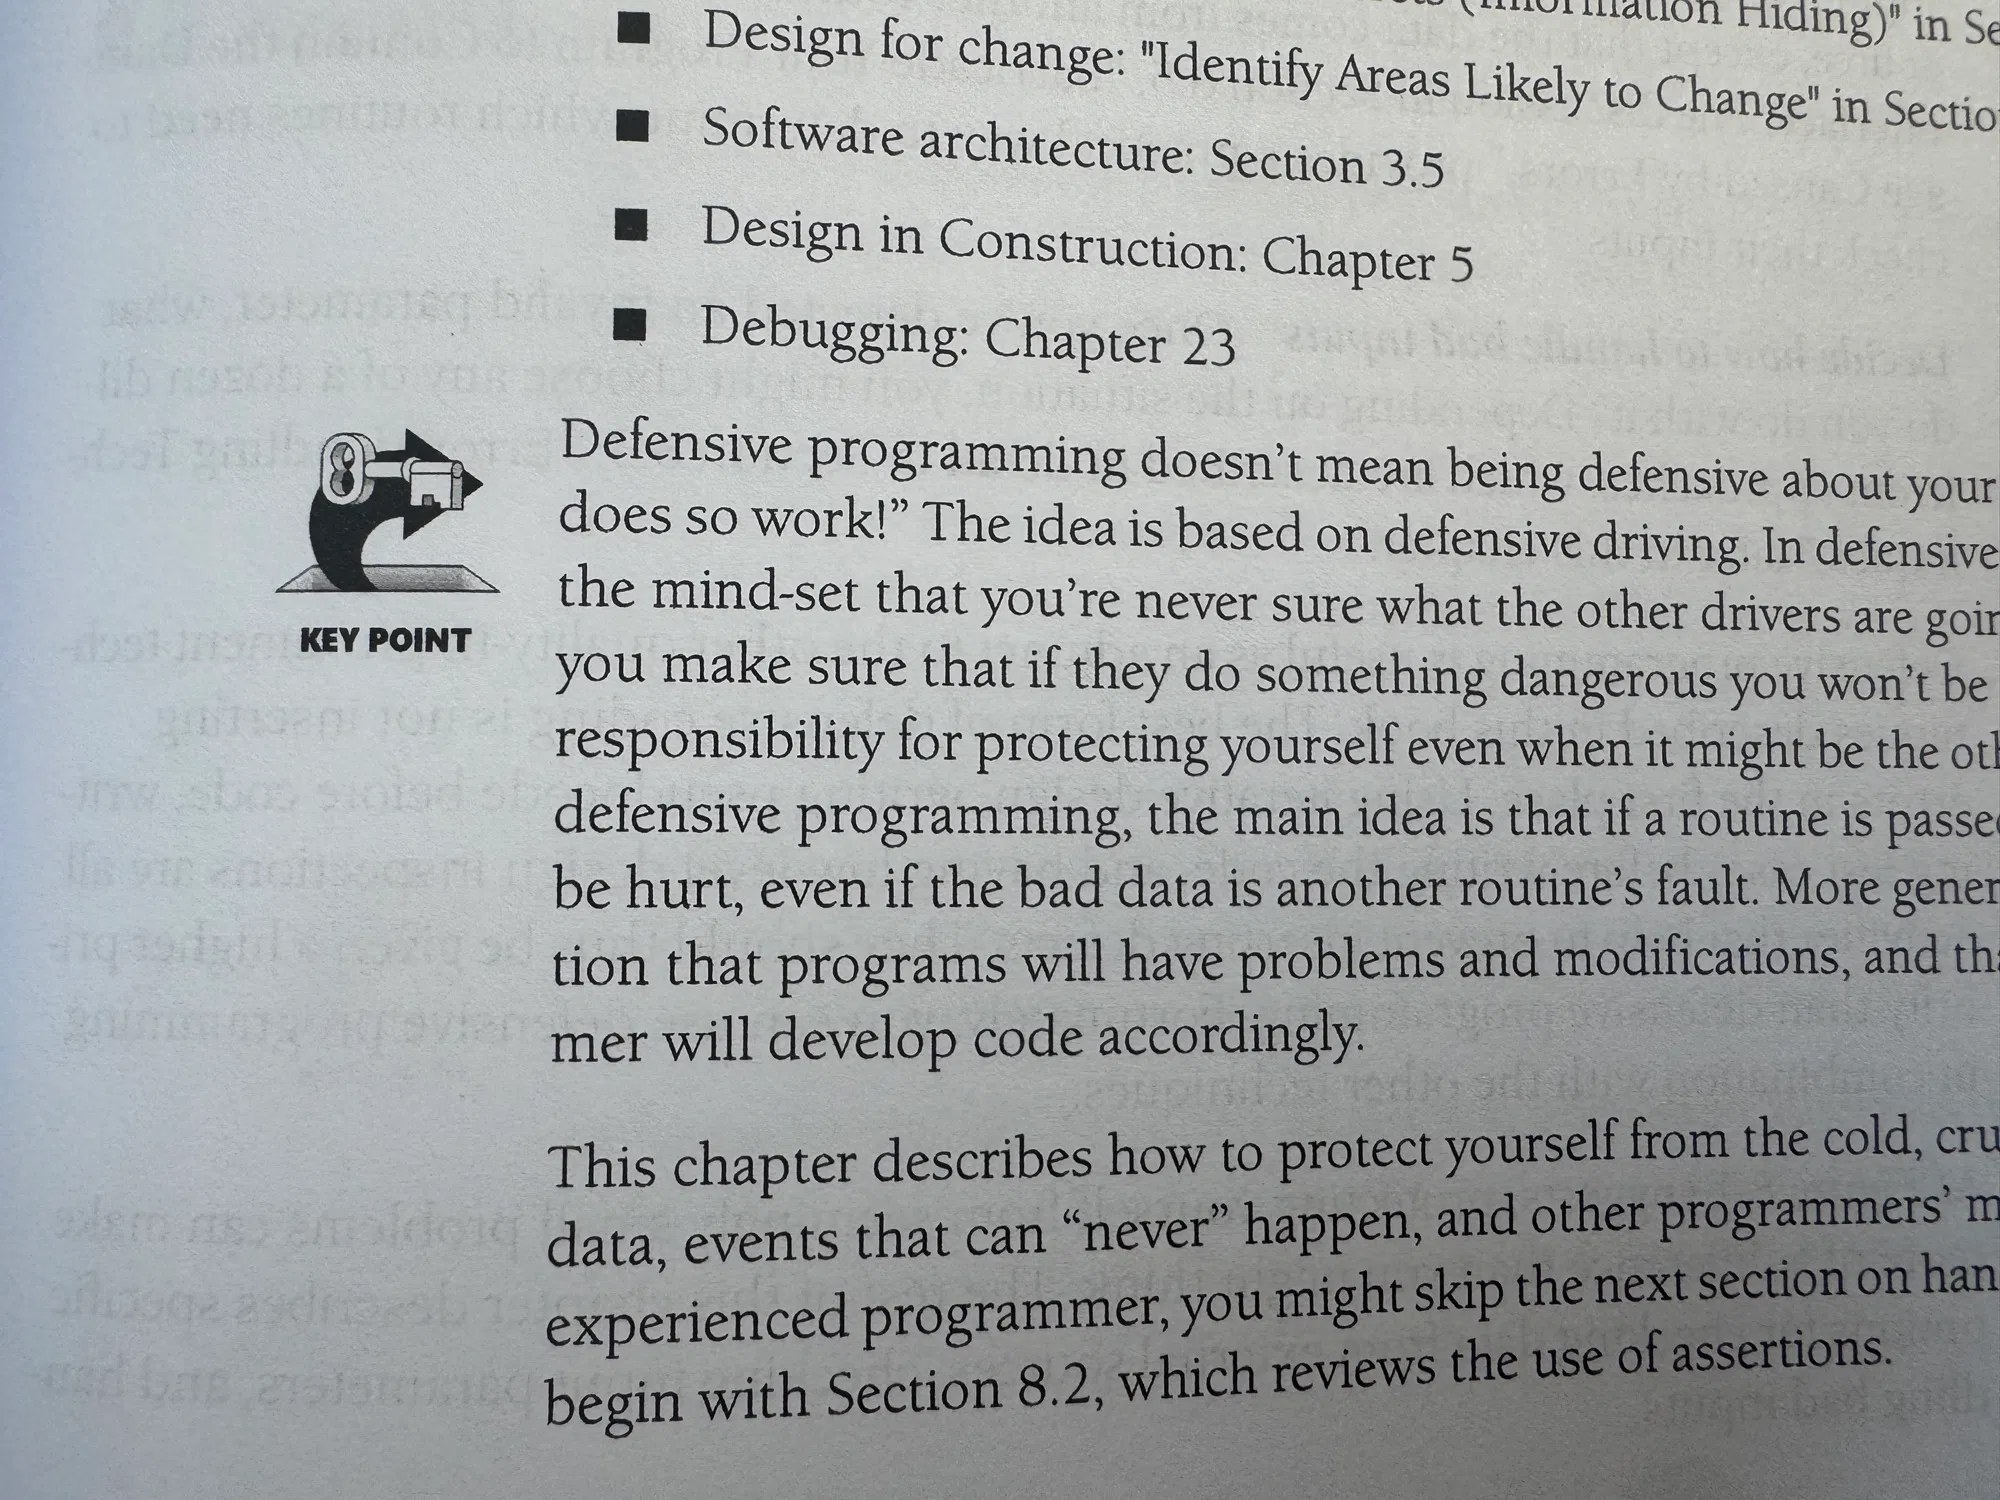 (Information Hiding)" in Se
■ Design for change: "Identify Areas Likely to Change" in Sectio
■ Software architecture: Section 3.5
■ Design in Construction: Chapter 5
■ Debugging: Chapter 23
KEY POINT
Defensive programming doesn’t mean being defensive about your
does so work!” The idea is based on defensive driving. In defensive
the mind-set that you’re never sure what the other drivers are goin
you make sure that if they do something dangerous you won’t be
responsibility for protecting yourself even when it might be the oth
defensive programming, the main idea is that if a routine is passe
be hurt, even if the bad data is another routine’s fault. More gener
tion that programs will have problems and modifications, and tha
mer will develop code accordingly.
This chapter describes how to protect yourself from the cold, cru
data, events that can “never” happen, and other programmers’ m
experienced programmer, you might skip the next section on han
begin with Section 8.2, which reviews the use of assertions.